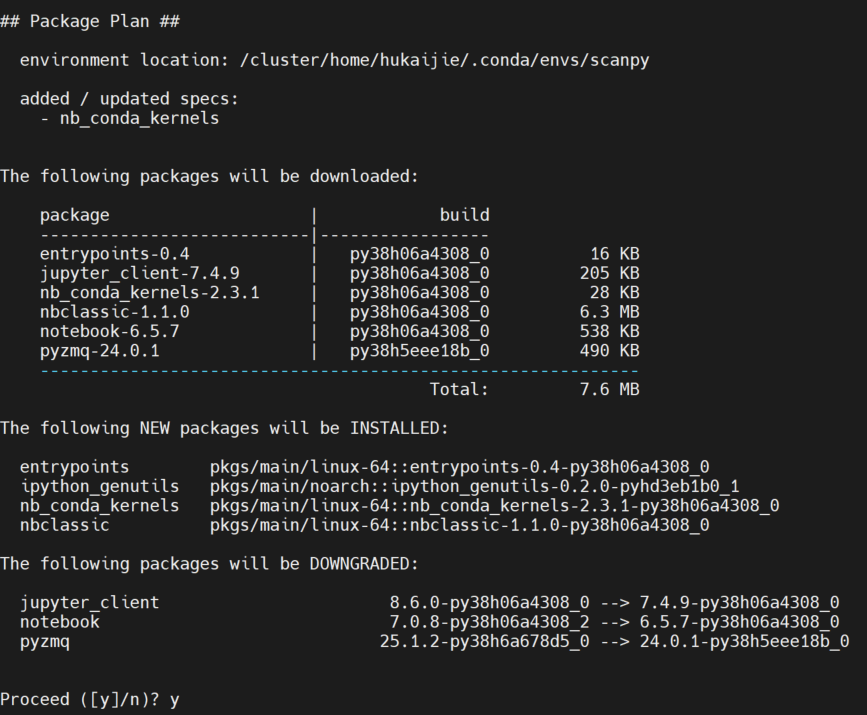 ## Package Plan ##
environment location: /cluster/home/hukaijie/.conda/envs/scanpy
added / updated specs:
- nb_conda_kernels
The following packages will be downloaded:
package | build
---------------------------|-----------------
entrypoints-0.4 | py38h06a4308_0 16 KB
jupyter_client-7.4.9 | py38h06a4308_0 205 KB
nb_conda_kernels-2.3.1 | py38h06a4308_0 28 KB
nbclassic-1.1.0 | py38h06a4308_0 6.3 MB
notebook-6.5.7 | py38h06a4308_0 538 KB
pyzmq-24.0.1 | py38h5eee18b_0 490 KB
------------------------------------------------------------
Total: 7.6 MB
The following NEW packages will be INSTALLED:
entrypoints pkgs/main/linux-64::entrypoints-0.4-py38h06a4308_0
ipython_genutils pkgs/main/noarch::ipython_genutils-0.2.0-pyhd3eb1b0_1
nb_conda_kernels pkgs/main/linux-64::nb_conda_kernels-2.3.1-py38h06a4308_0
nbclassic pkgs/main/linux-64::nbclassic-1.1.0-py38h06a4308_0
The following packages will be DOWNGRADED:
jupyter_client 8.6.0-py38h06a4308_0 --> 7.4.9-py38h06a4308_0
notebook 7.0.8-py38h06a4308_2 --> 6.5.7-py38h06a4308_0
pyzmq 25.1.2-py38h6a678d5_0 --> 24.0.1-py38h5eee18b_0
Proceed ([y]/n)? y